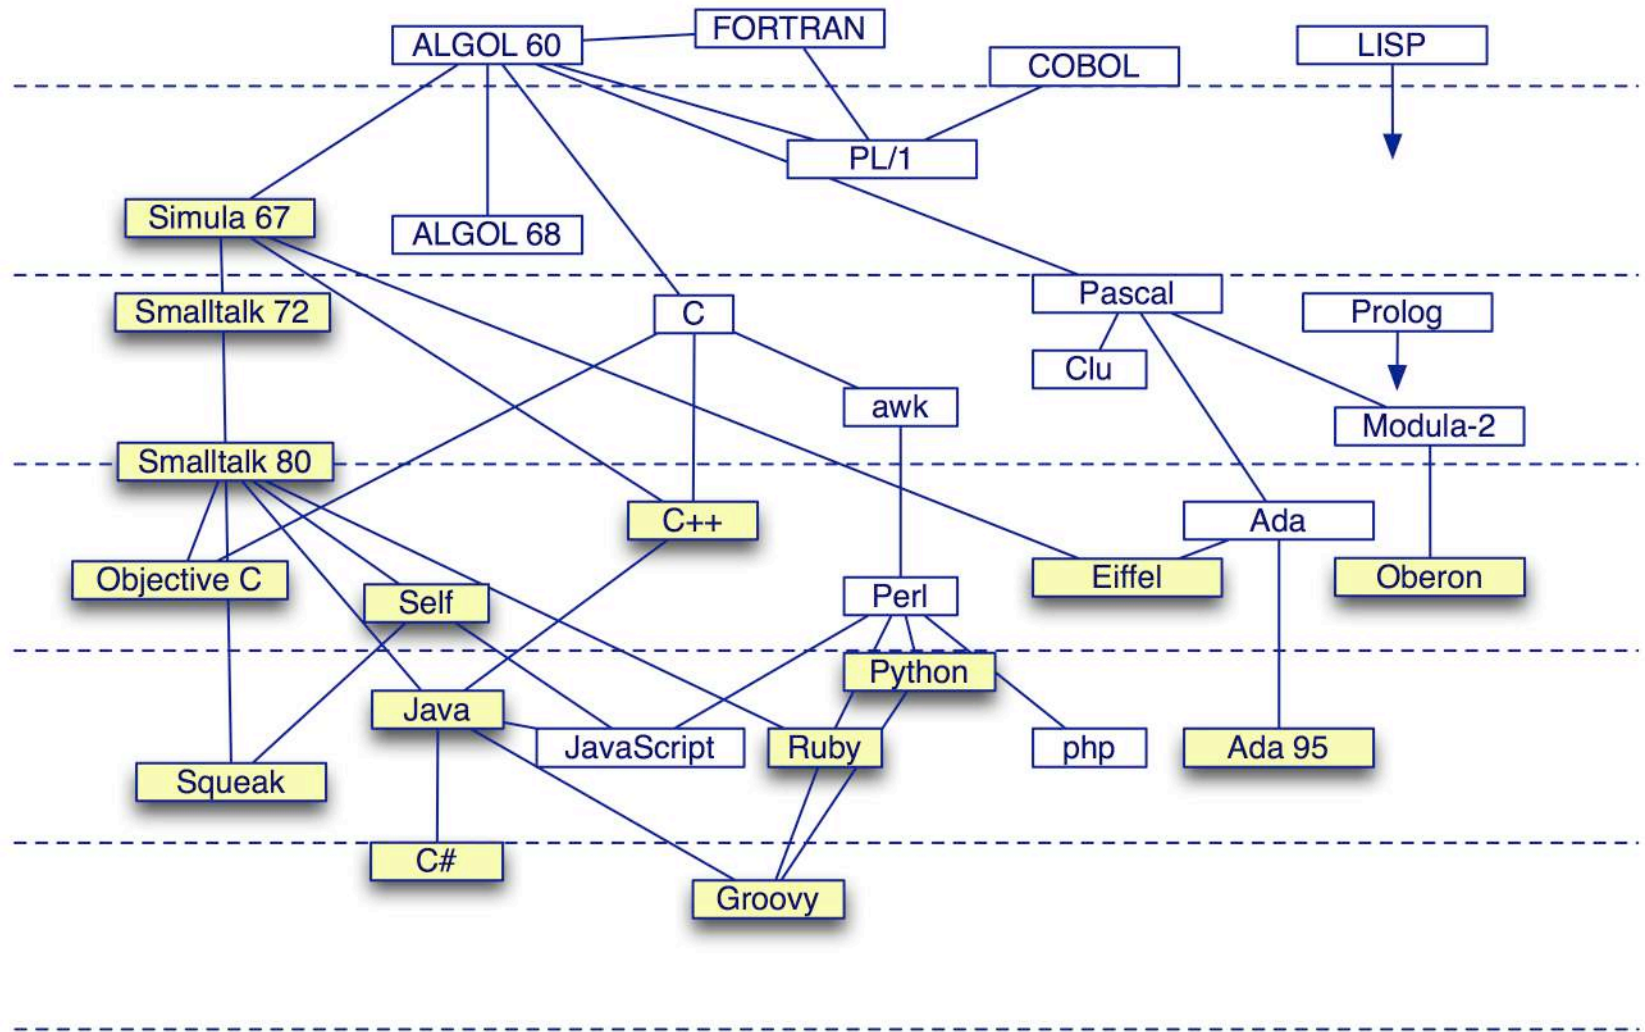 FORTRAN
ALGOL 60
LISP
COBOL
PL/1
Simula 67
ALGOL 68
Pascal
Smalltalk 72
C
Prolog
Clu
awk
Modula-2
Smalltalk 80
C++
Ada
Objective C
Eiffel
Oberon
Self
Perl
Python
Java
JavaScript
Ruby
php
Ada 95
Squeak
C#
Groovy